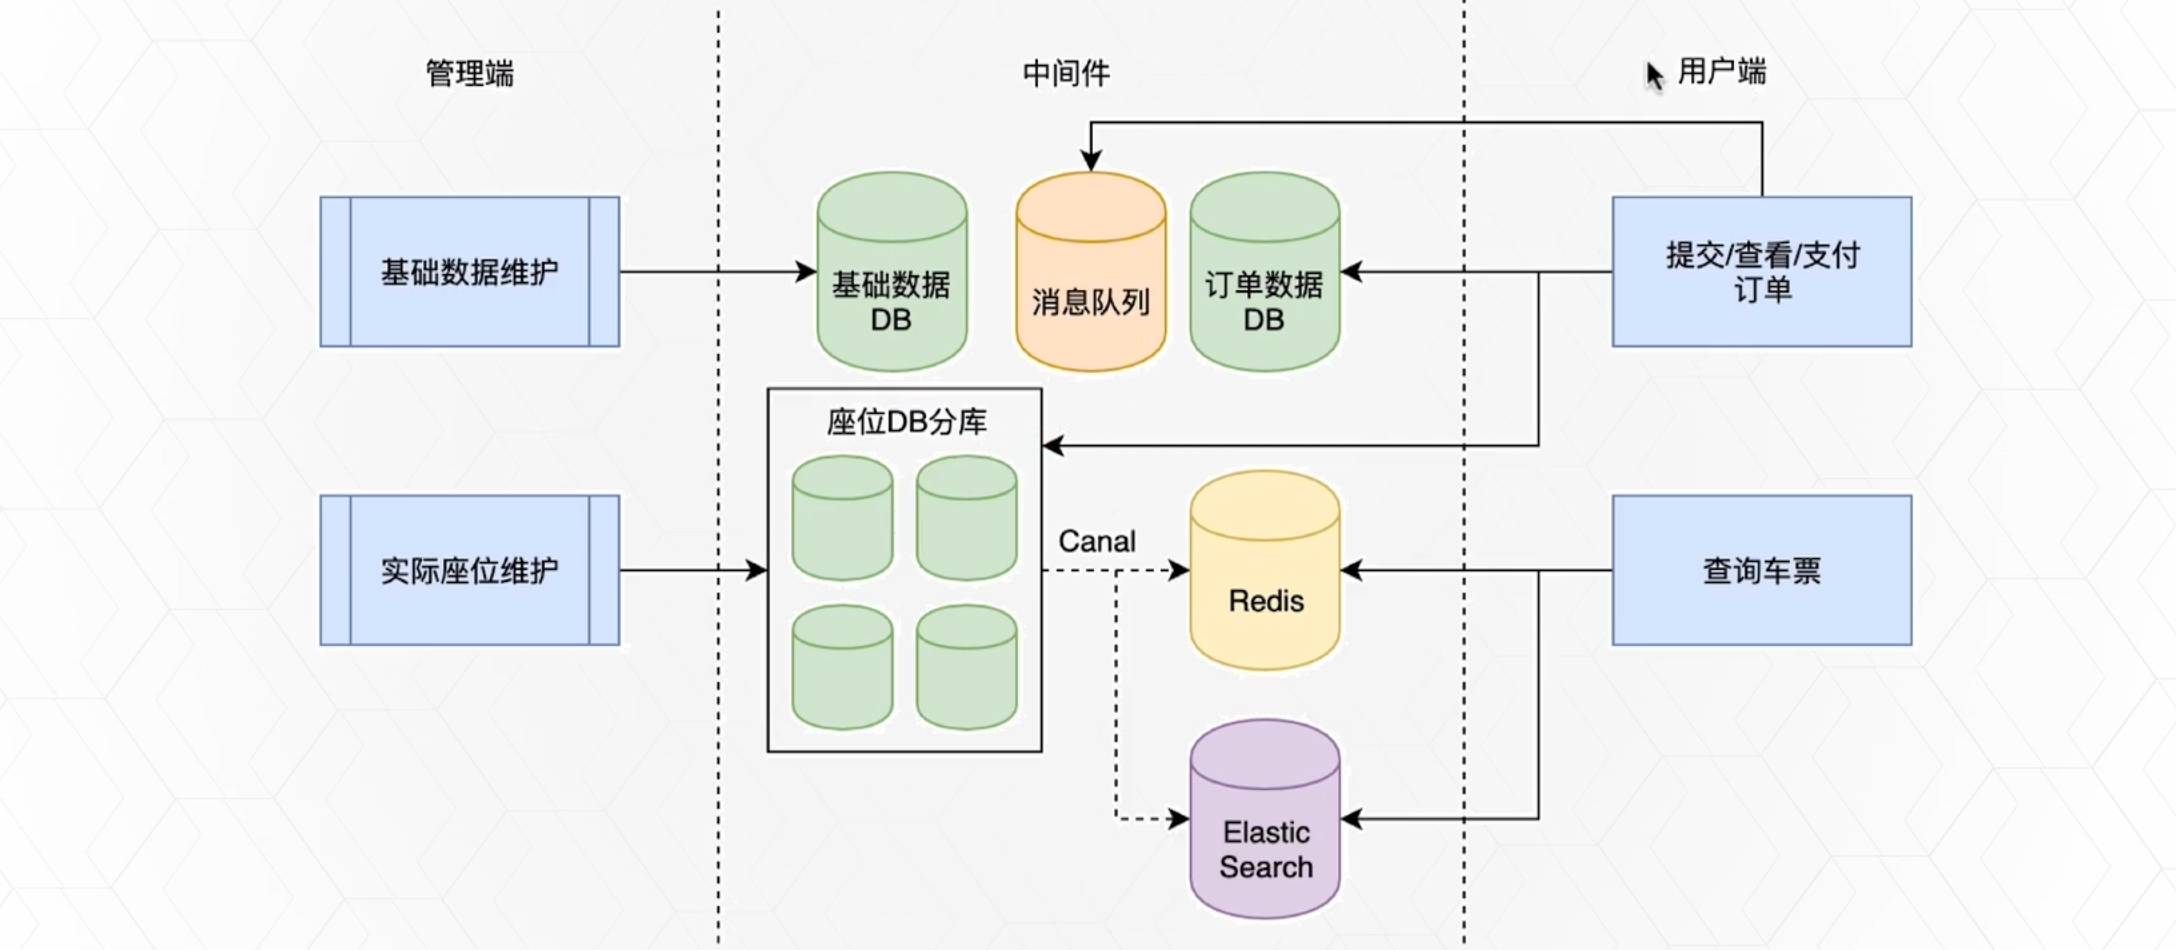 管理端
中间件
用户端
基础数据维护
基础数据
DB
消息队列
订单数据
DB
提交/查看/支付
订单
座位DB分库
实际座位维护
Canal
Redis
查询车票
Elastic
Search